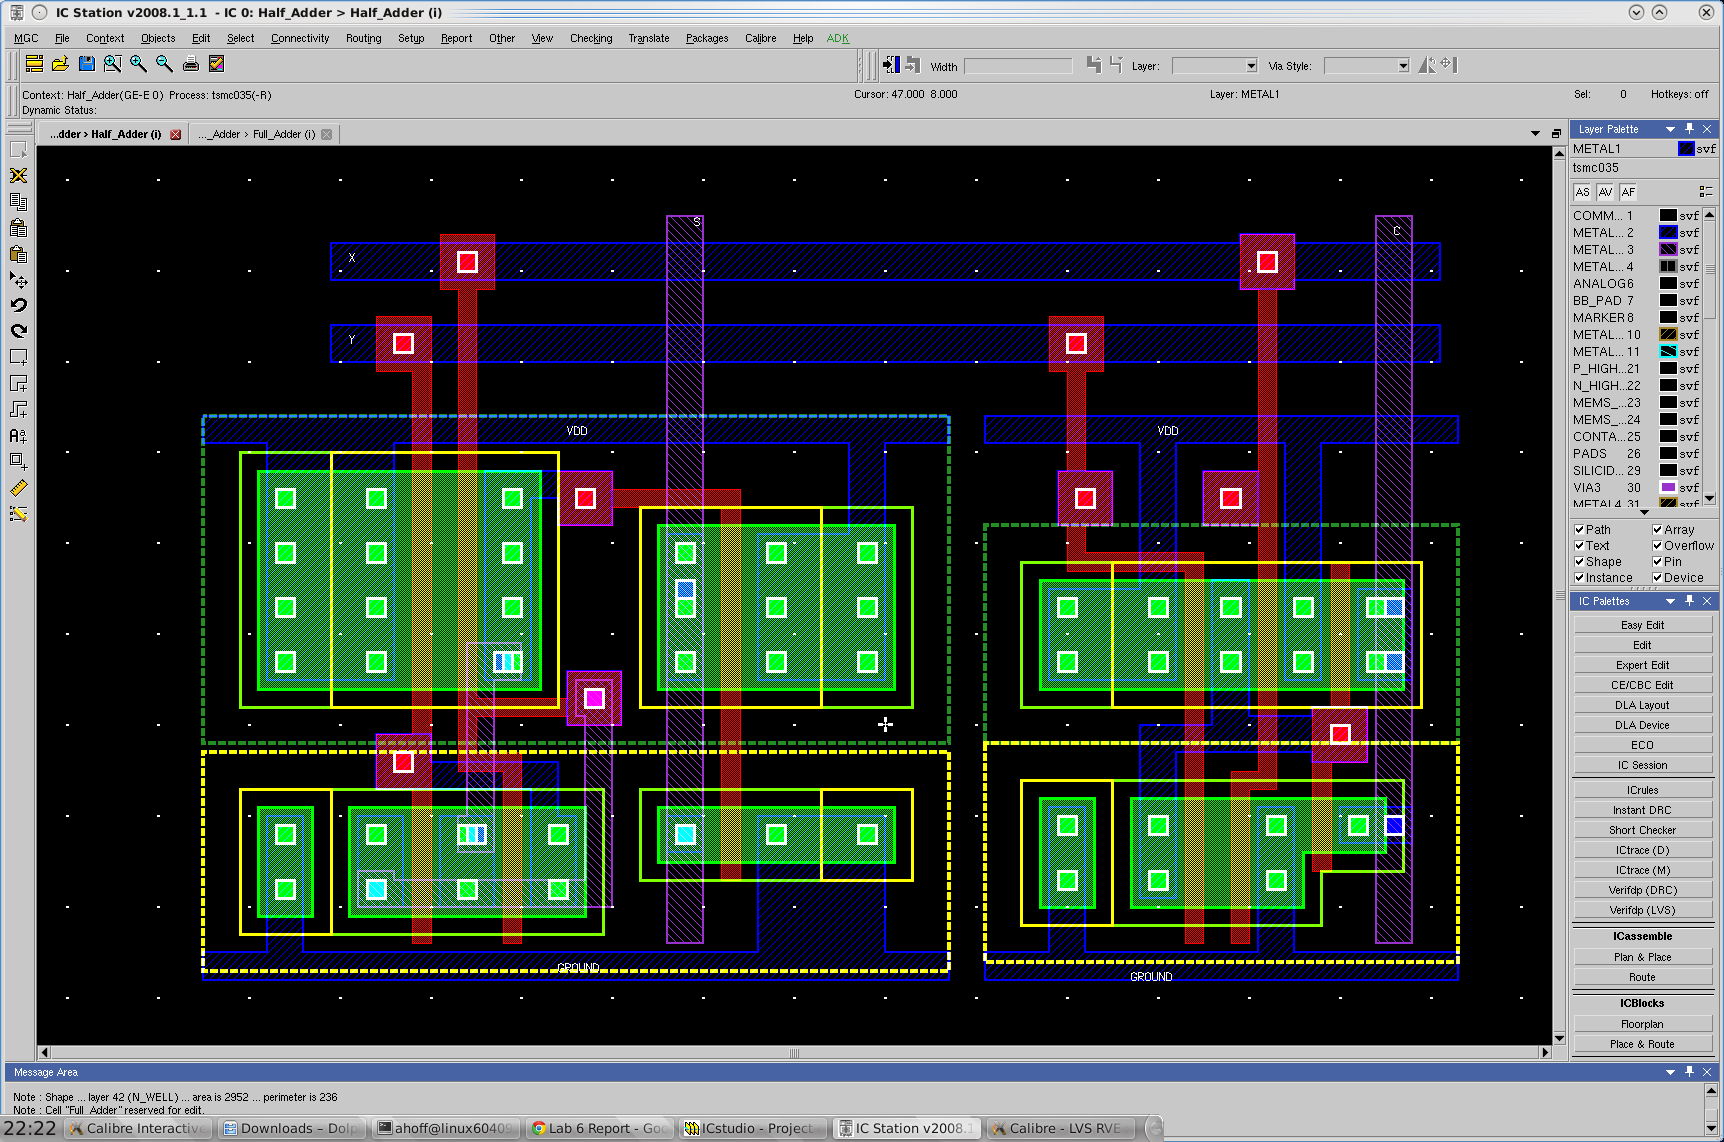 IC Station v2008.1_1.1 - IC 0: Half_Adder > Half_Adder (i)
MGC File Context Objects Edit Select Connectivity Routing Setup Report Other View Checking Translate Packages Calibre Help ADK
Width Layer: Via Style:
Context: Half_Adder(GE-E 0) Process: tsmc035(-R) Cursor: 47.000 8.000 Layer: METAL1 Sel: 0 Hotkeys: off
Dynamic Status:
...dder > Half_Adder (i) ..._Adder > Full_Adder (i)
S
C
X
Y
VDD
VDD
GROUND
GROUND
Layer Palette
METAL1 svf
tsmc035
AS AV AF
COMM... 1 svf
METAL... 2 svf
METAL... 3 svf
METAL... 4 svf
ANALOG6 svf
BB_PAD 7 svf
MARKER 8 svf
METAL... 10 svf
METAL... 11 svf
P_HIGH...21 svf
N_HIGH...22 svf
MEMS_...23 svf
MEMS_...24 svf
CONTA...25 svf
PADS 26 svf
SILICID...29 svf
VIA3 30 svf
METAL4 31 svf
Path Array
Text Overflow
Shape Pin
Instance Device
IC Palettes
Easy Edit
Edit
Expert Edit
CE/CBC Edit
DLA Layout
DLA Device
ECO
IC Session
ICrules
Instant DRC
Short Checker
ICtrace (D)
ICtrace (M)
Verifdp (DRC)
Verifdp (LVS)
ICassemble
Plan & Place
Route
ICBlocks
Floorplan
Place & Route
Message Area
Note : Shape ... layer 42 (N_WELL) ... area is 2952 ... perimeter is 236
Note : Cell "Full_Adder" reserved for edit.
22:22 Calibre Interactive Downloads – Dolp ahoff@linux60409 Lab 6 Report - Goo ICstudio - Project IC Station v2008.1 Calibre - LVS RVE